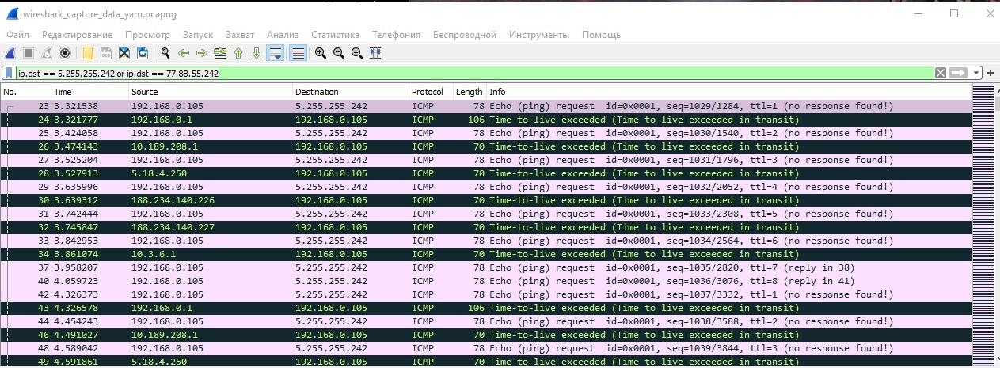 wireshark_capture_data_yaru.pcapng
Файл Редактирование Просмотр Запуск Захват Анализ Статистика Телефония Беспроводной Инструменты Помощь
ip.dst == 5.255.255.242 or ip.dst == 77.88.55.242
No. Time Source Destination Protocol Length Info
23 3.321538 192.168.0.105 5.255.255.242 ICMP 78 Echo (ping) request id=0x0001, seq=1029/1284, ttl=1 (no response found!)
24 3.321777 192.168.0.1 192.168.0.105 ICMP 106 Time-to-live exceeded (Time to live exceeded in transit)
25 3.424058 192.168.0.105 5.255.255.242 ICMP 78 Echo (ping) request id=0x0001, seq=1030/1540, ttl=2 (no response found!)
26 3.474143 10.189.208.1 192.168.0.105 ICMP 70 Time-to-live exceeded (Time to live exceeded in transit)
27 3.525204 192.168.0.105 5.255.255.242 ICMP 78 Echo (ping) request id=0x0001, seq=1031/1796, ttl=3 (no response found!)
28 3.527913 5.18.4.250 192.168.0.105 ICMP 70 Time-to-live exceeded (Time to live exceeded in transit)
29 3.635996 192.168.0.105 5.255.255.242 ICMP 78 Echo (ping) request id=0x0001, seq=1032/2052, ttl=4 (no response found!)
30 3.639312 188.234.140.226 192.168.0.105 ICMP 70 Time-to-live exceeded (Time to live exceeded in transit)
31 3.742444 192.168.0.105 5.255.255.242 ICMP 78 Echo (ping) request id=0x0001, seq=1033/2308, ttl=5 (no response found!)
32 3.745847 188.234.140.227 192.168.0.105 ICMP 70 Time-to-live exceeded (Time to live exceeded in transit)
33 3.842953 192.168.0.105 5.255.255.242 ICMP 78 Echo (ping) request id=0x0001, seq=1034/2564, ttl=6 (no response found!)
34 3.861074 10.3.6.1 192.168.0.105 ICMP 70 Time-to-live exceeded (Time to live exceeded in transit)
37 3.958207 192.168.0.105 5.255.255.242 ICMP 78 Echo (ping) request id=0x0001, seq=1035/2820, ttl=7 (reply in 38)
40 4.059723 192.168.0.105 5.255.255.242 ICMP 78 Echo (ping) request id=0x0001, seq=1036/3076, ttl=8 (reply in 41)
42 4.326373 192.168.0.105 5.255.255.242 ICMP 78 Echo (ping) request id=0x0001, seq=1037/3332, ttl=1 (no response found!)
43 4.326578 192.168.0.1 192.168.0.105 ICMP 106 Time-to-live exceeded (Time to live exceeded in transit)
44 4.454243 192.168.0.105 5.255.255.242 ICMP 78 Echo (ping) request id=0x0001, seq=1038/3588, ttl=2 (no response found!)
46 4.491027 10.189.208.1 192.168.0.105 ICMP 70 Time-to-live exceeded (Time to live exceeded in transit)
48 4.589042 192.168.0.105 5.255.255.242 ICMP 78 Echo (ping) request id=0x0001, seq=1039/3844, ttl=3 (no response found!)
49 4.591861 5.18.4.250 192.168.0.105 ICMP 70 Time-to-live exceeded (Time to live exceeded in transit)